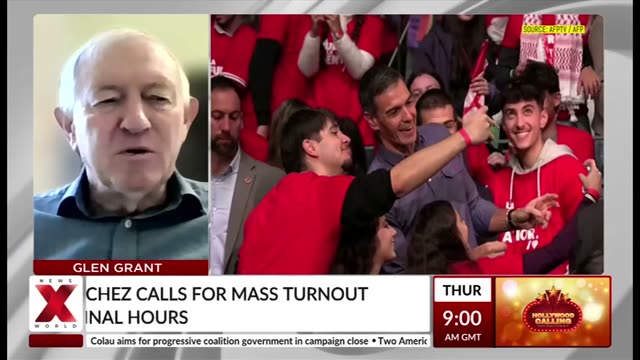 SOURCE: AFPTV / AFP
GLEN GRANT
NEWS
X
WORLD
CHEZ CALLS FOR MASS TURNOUT
NAL HOURS
THUR
9:00
AM GMT
HOLLYWOOD
CALLING
Colau aims for progressive coalition government in campaign close • Two Americ